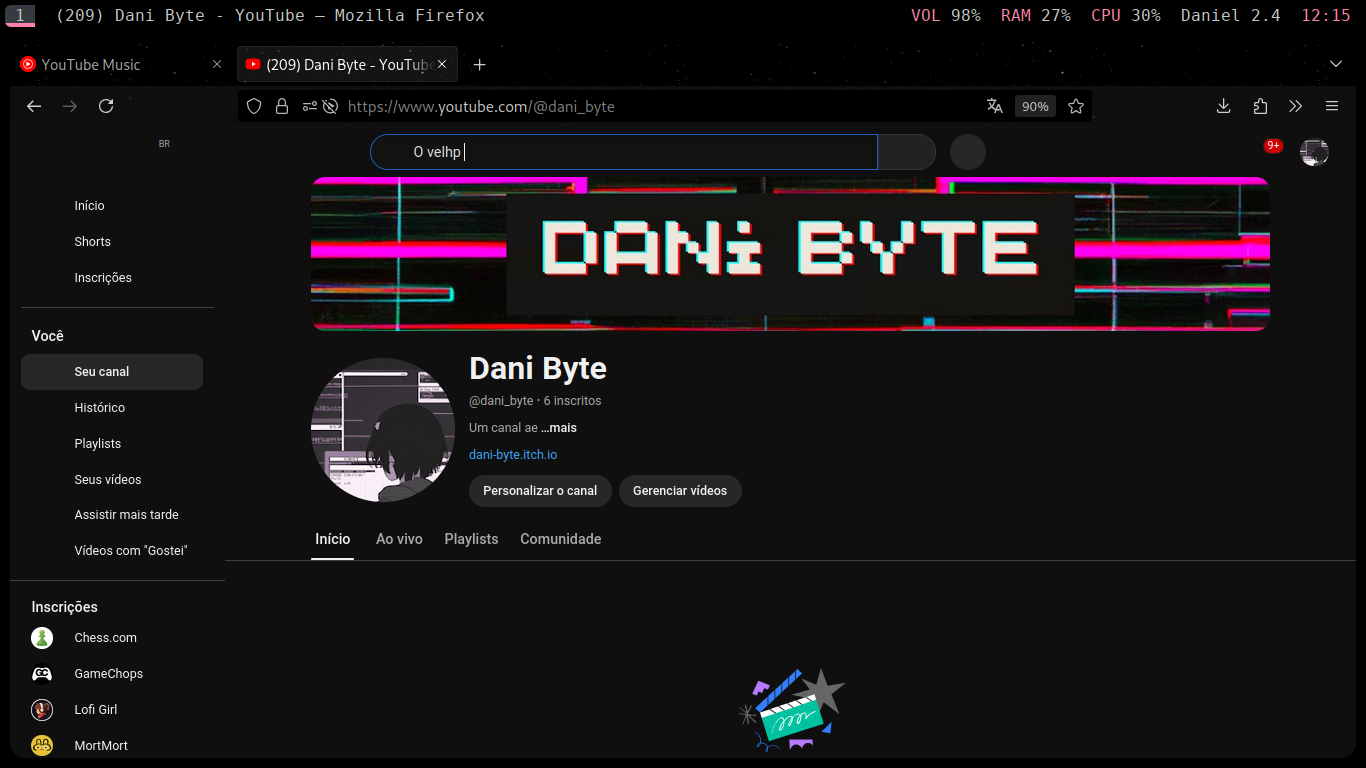 1 (209) Dani Byte - YouTube — Mozilla Firefox VOL 98% RAM 27% CPU 30% Daniel 2.4 12:15
YouTube Music (209) Dani Byte - YouTube
https://www.youtube.com/@dani_byte 90%
BR O velhp 9+
DANi BYTE
Início
Shorts
Inscrições
Você
Seu canal
Histórico
Playlists
Seus vídeos
Assistir mais tarde
Vídeos com "Gostei"
Inscrições
Chess.com
GameChops
Lofi Girl
MortMort
Dani Byte
@dani_byte · 6 inscritos
Um canal ae ...mais
dani-byte.itch.io
Personalizar o canal Gerenciar vídeos
Início Ao vivo Playlists Comunidade